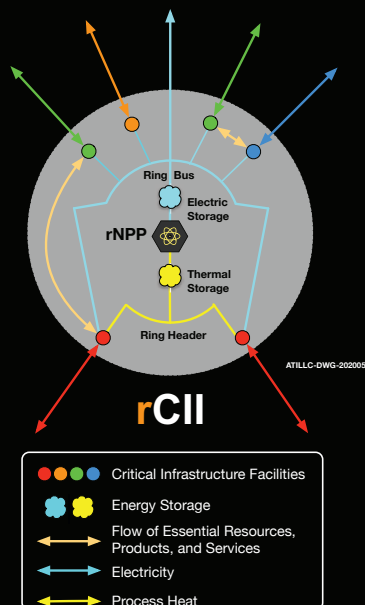 Ring Bus
Electric
Storage
rNPP
Thermal
Storage
Ring Header
ATILLC-DWG-202005
rCII
Critical Infrastructure Facilities
Energy Storage
Flow of Essential Resources,
Products, and Services
Electricity
Process Heat